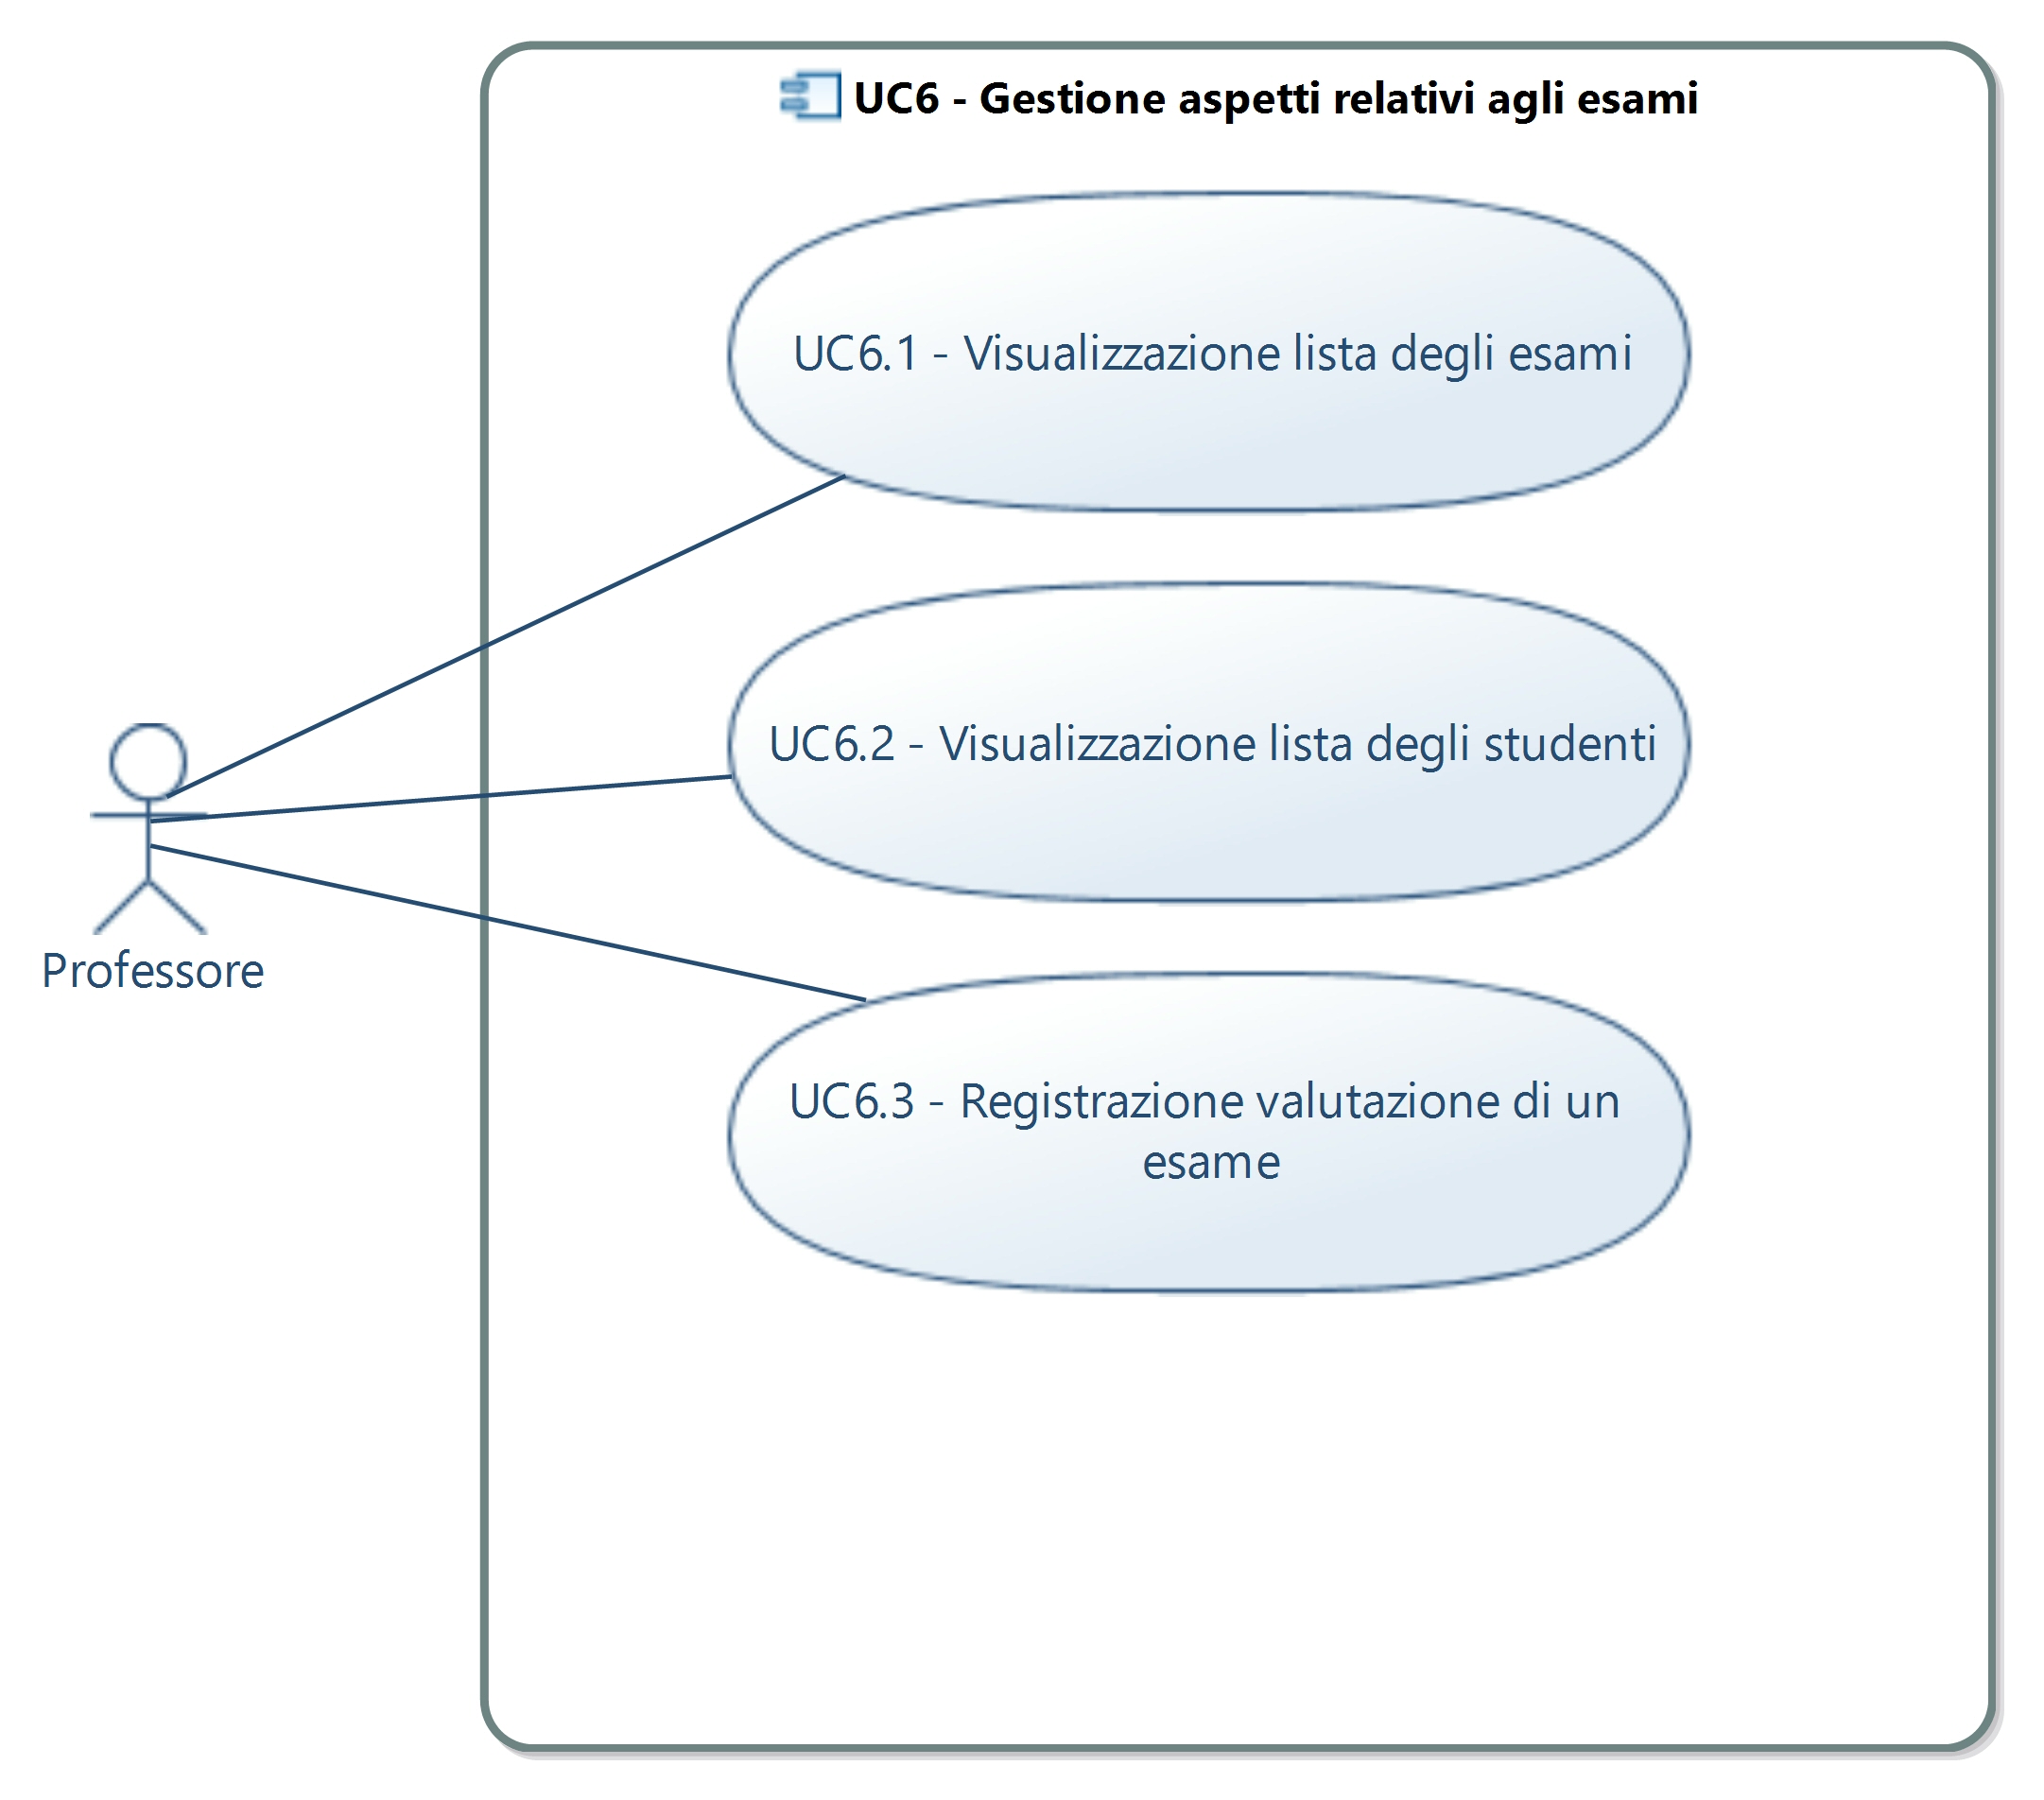 UC6 - Gestione aspetti relativi agli esami
UC6.1 - Visualizzazione lista degli esami
UC6.2 - Visualizzazione lista degli studenti
Professore
UC6.3 - Registrazione valutazione di un
esame